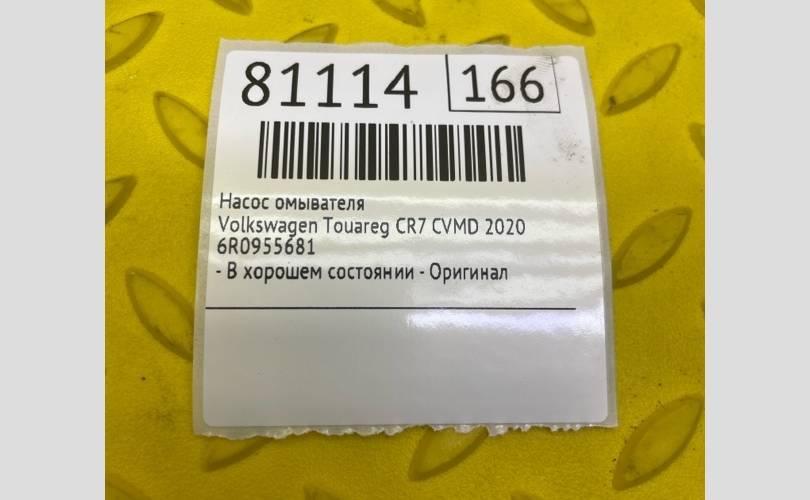 81114 166
Насос омывателя
Volkswagen Touareg CR7 CVMD 2020
6R0955681
- В хорошем состоянии - Оригинал